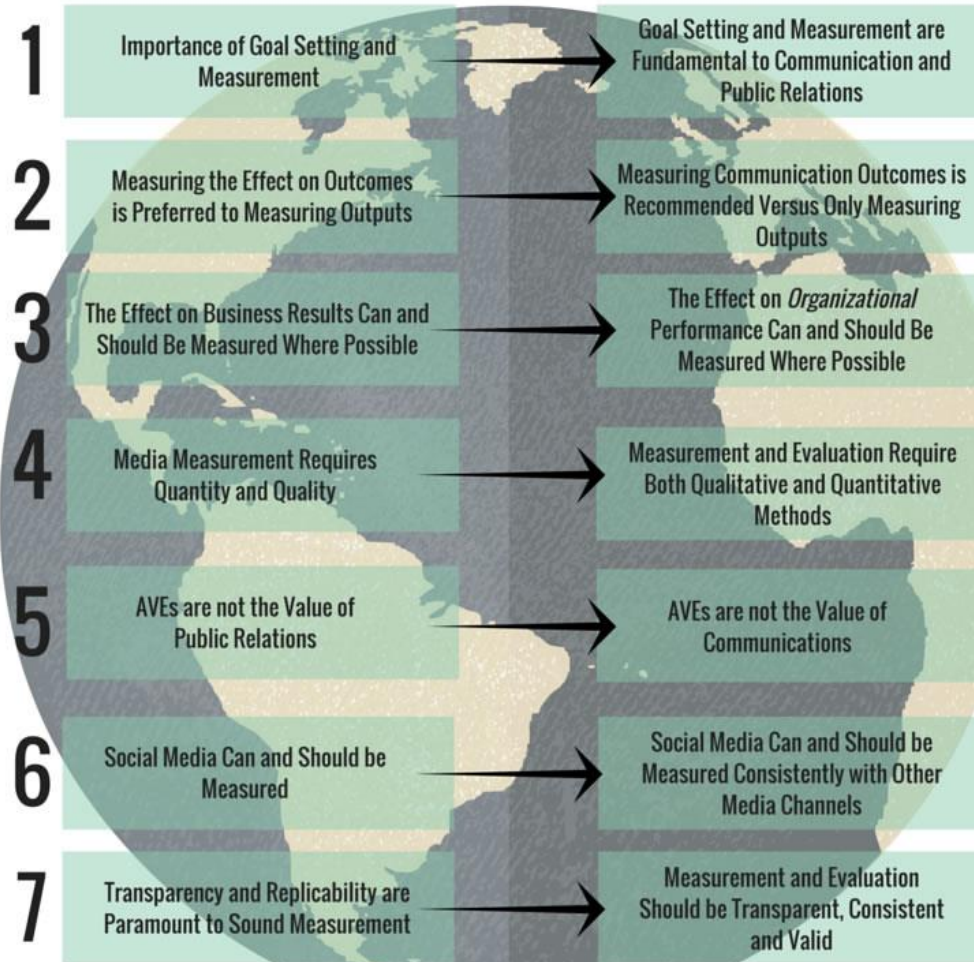 1
Importance of Goal Setting and
Measurement
Goal Setting and Measurement are
Fundamental to Communication and
Public Relations
2
Measuring the Effect on Outcomes
is Preferred to Measuring Outputs
Measuring Communication Outcomes is
Recommended Versus Only Measuring
Outputs
3
The Effect on Business Results Can and
Should Be Measured Where Possible
The Effect on Organizational
Performance Can and Should Be
Measured Where Possible
4
Media Measurement Requires
Quantity and Quality
Measurement and Evaluation Require
Both Qualitative and Quantitative
Methods
5
AVEs are not the Value of
Public Relations
AVEs are not the Value of
Communications
6
Social Media Can and Should be
Measured
Social Media Can and Should be
Measured Consistently with Other
Media Channels
7
Transparency and Replicability are
Paramount to Sound Measurement
Measurement and Evaluation
Should be Transparent, Consistent
and Valid